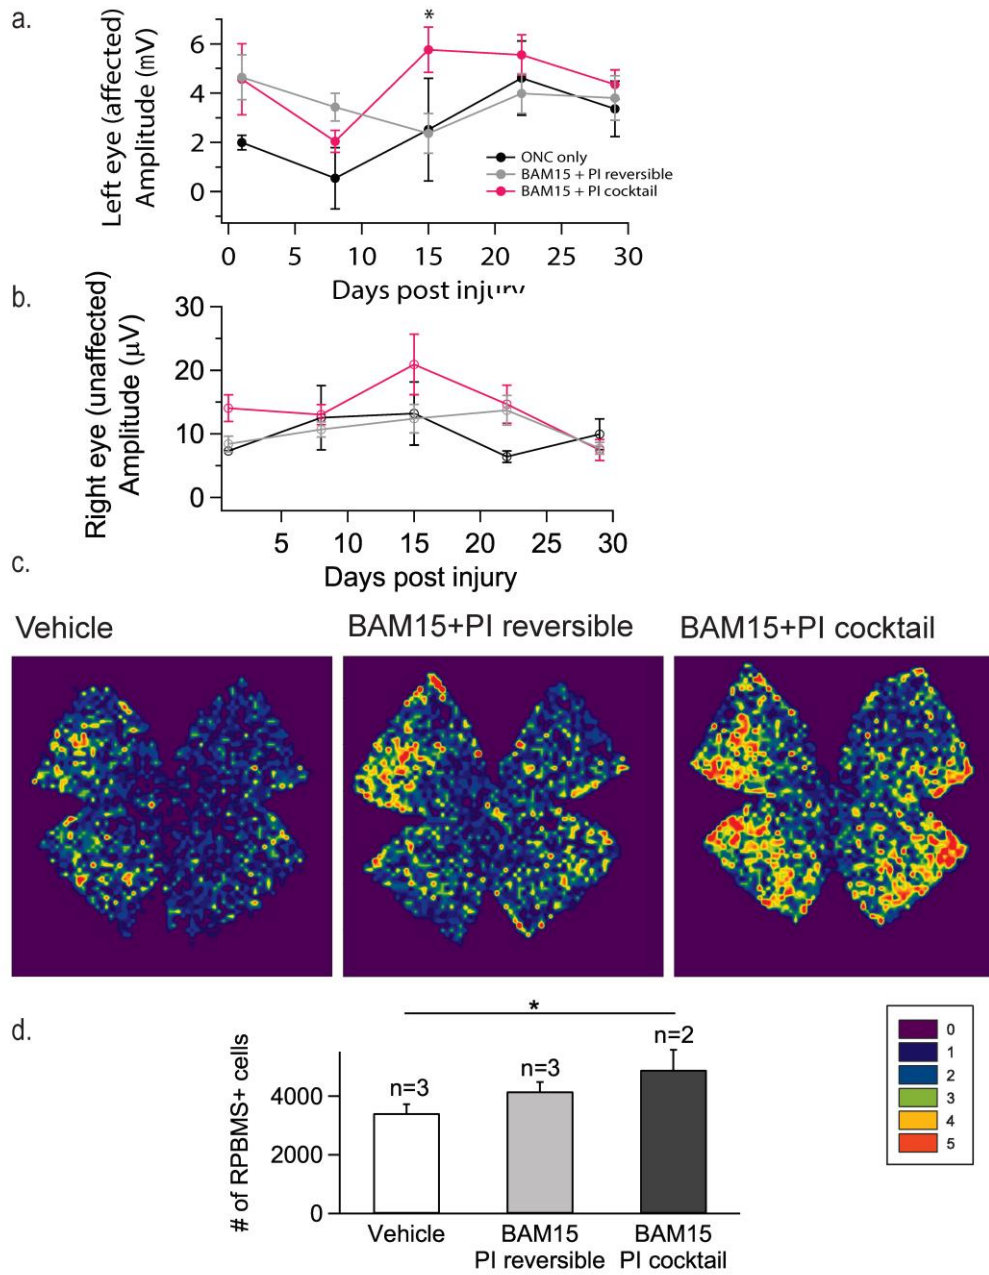 a.
*
Left eye (affected)
Amplitude (mV)
6
4
2
0
ONC only
BAM15 + PI reversible
BAM15 + PI cocktail
0 5 10 15 20 25 30
Days post injury
b.
Right eye (unaffected)
Amplitude (μV)
30
20
10
0
5 10 15 20 25 30
Days post injury
c.
Vehicle BAM15+PI reversible BAM15+PI cocktail
d.
*
# of RPBMS+ cells
4000
2000
0
n=3 n=3 n=2
Vehicle BAM15 BAM15
PI reversible PI cocktail
0
1
2
3
4
5